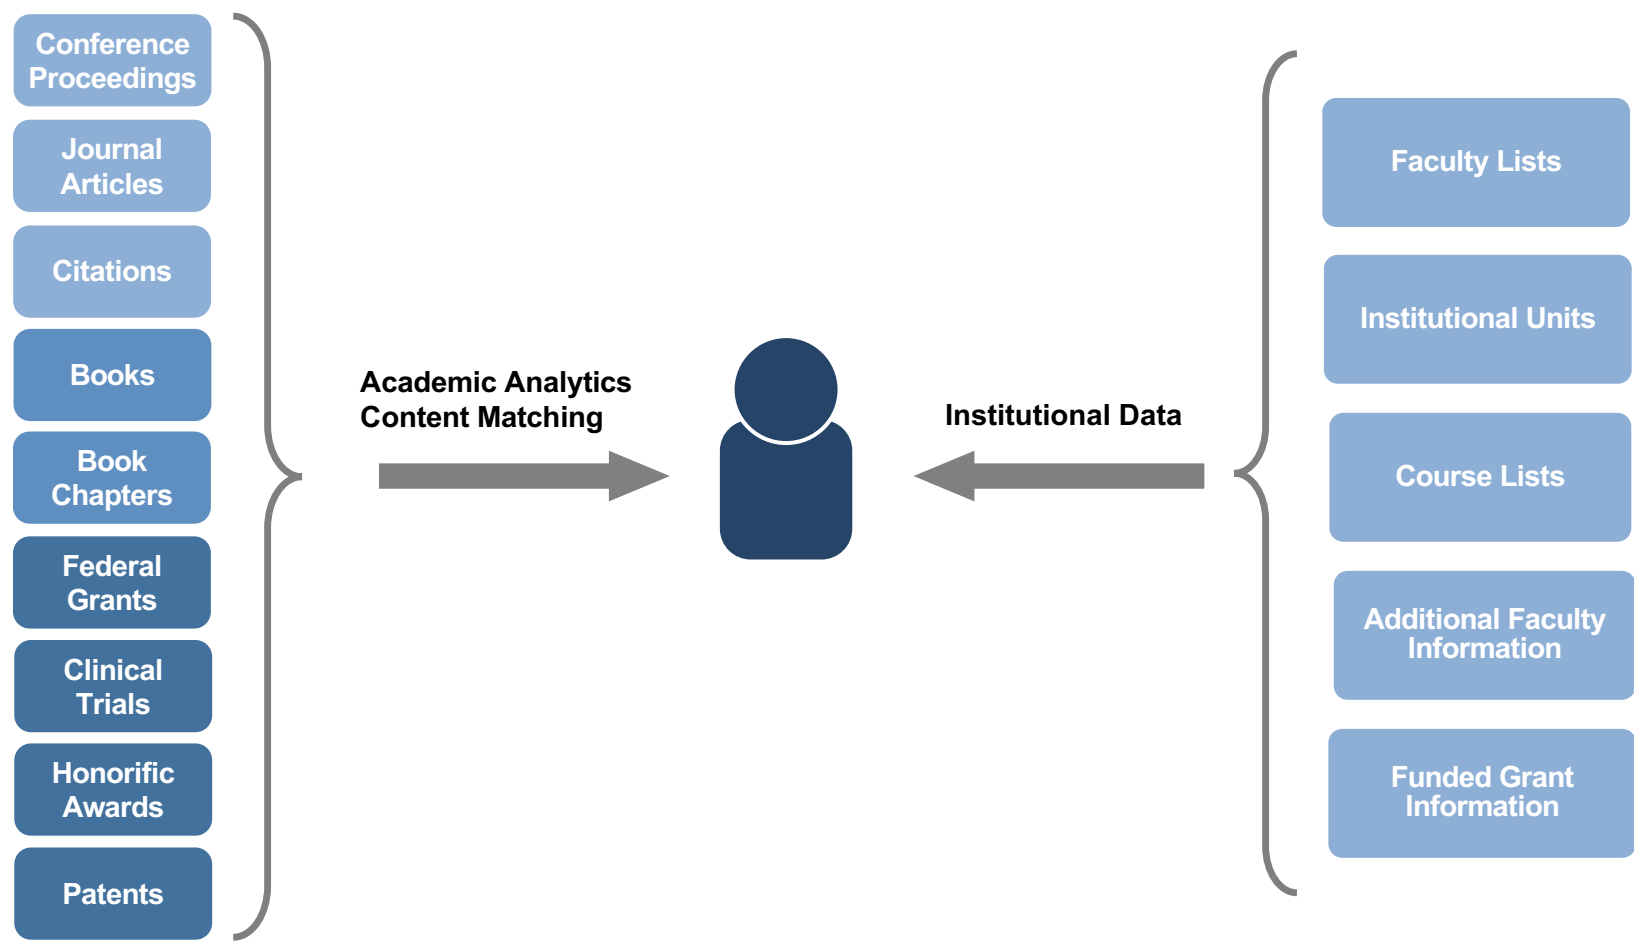 Conference
Proceedings
Journal
Articles
Citations
Books
Book
Chapters
Federal
Grants
Clinical
Trials
Honorific
Awards
Patents
Academic Analytics
Content Matching
Institutional Data
Faculty Lists
Institutional Units
Course Lists
Additional Faculty
Information
Funded Grant
Information